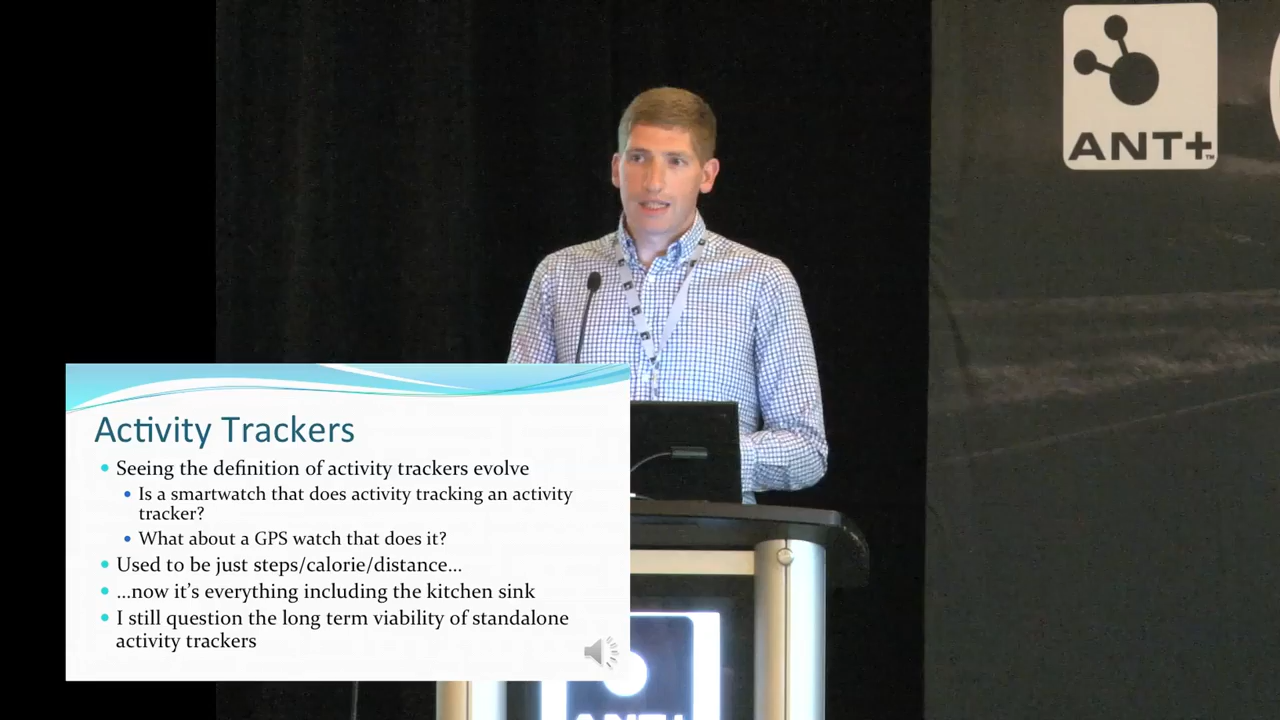 ANT+
TM
Activity Trackers
Seeing the definition of activity trackers evolve
Is a smartwatch that does activity tracking an activity
tracker?
What about a GPS watch that does it?
Used to be just steps/calorie/distance...
...now it's everything including the kitchen sink
I still question the long term viability of standalone
activity trackers
ANT+